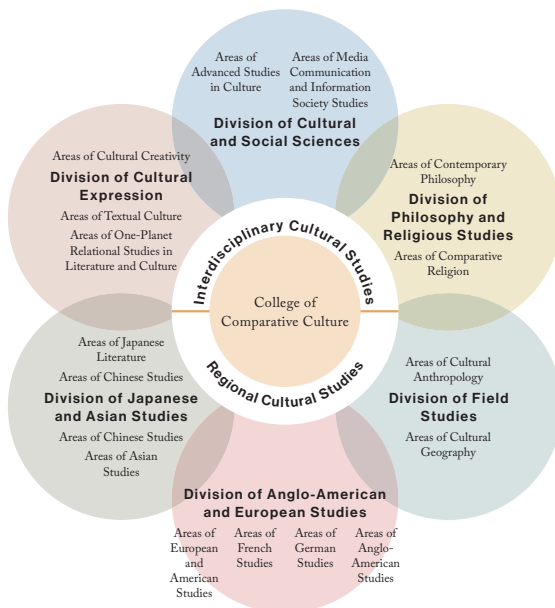 Areas of
Advanced Studies
in Culture
Areas of Media
Communication
and Information
Society Studies
Division of Cultural
and Social Sciences
Areas of Cultural Creativity
Division of Cultural
Expression
Areas of Textual Culture
Areas of One-Planet
Relational Studies in
Literature and Culture
Areas of Contemporary
Philosophy
Division of
Philosophy and
Religious Studies
Areas of Comparative
Religion
Interdisciplinary Cultural Studies
College of
Comparative Culture
Regional Cultural Studies
Areas of Japanese
Literature
Areas of Chinese Studies
Division of Japanese
and Asian Studies
Areas of Chinese Studies
Areas of Asian
Studies
Areas of Cultural
Anthropology
Division of Field
Studies
Areas of Cultural
Geography
Division of Anglo-American
and European Studies
Areas of
European
and
American
Studies
Areas of
French
Studies
Areas of
German
Studies
Areas of
Anglo-
American
Studies